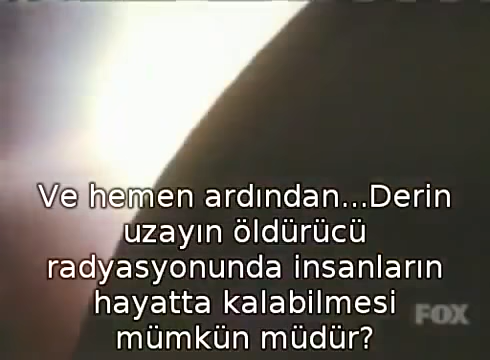 Ve hemen ardından...Derin
uzayın öldürücü
radyasyonunda insanların
hayatta kalabilmesi
mümkün müdür?
FOX